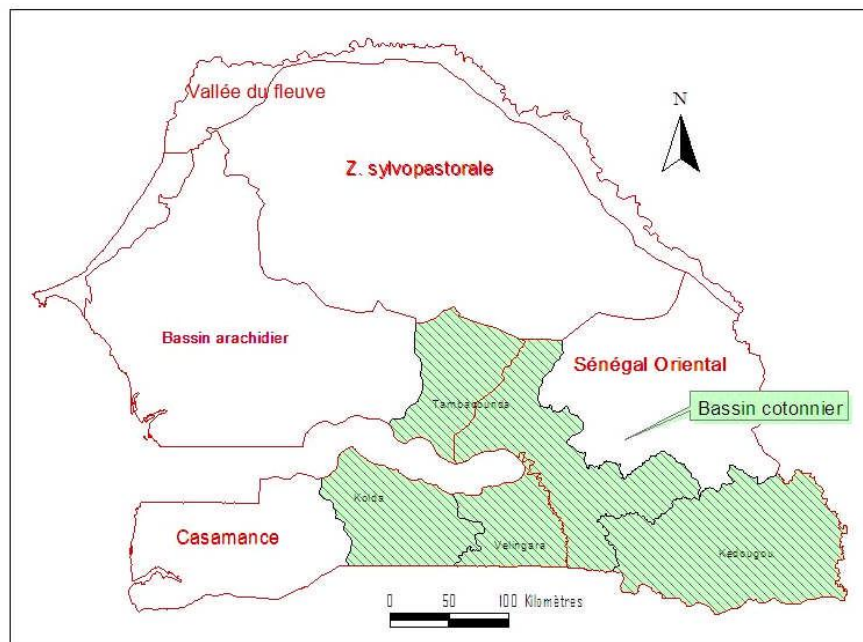 Vallée du fleuve
N
Z. sylvopastorale
Bassin arachidier
Sénégal Oriental
Tambacounda
Bassin cotonnier
Kolda
Casamance
Velingara
Kedougou
0 50 100 Kilomètres